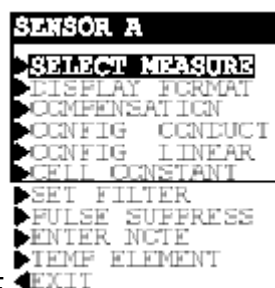 SENSOR A
SELECT MEASURE
DISPLAY FORMAT
COMPENSATION
CONFIG CONDUCT
CONFIG LINEAR
CELL CONSTANT
SET FILTER
PULSE SUPPRESS
ENTER NOTE
TEMP ELEMENT
EXIT